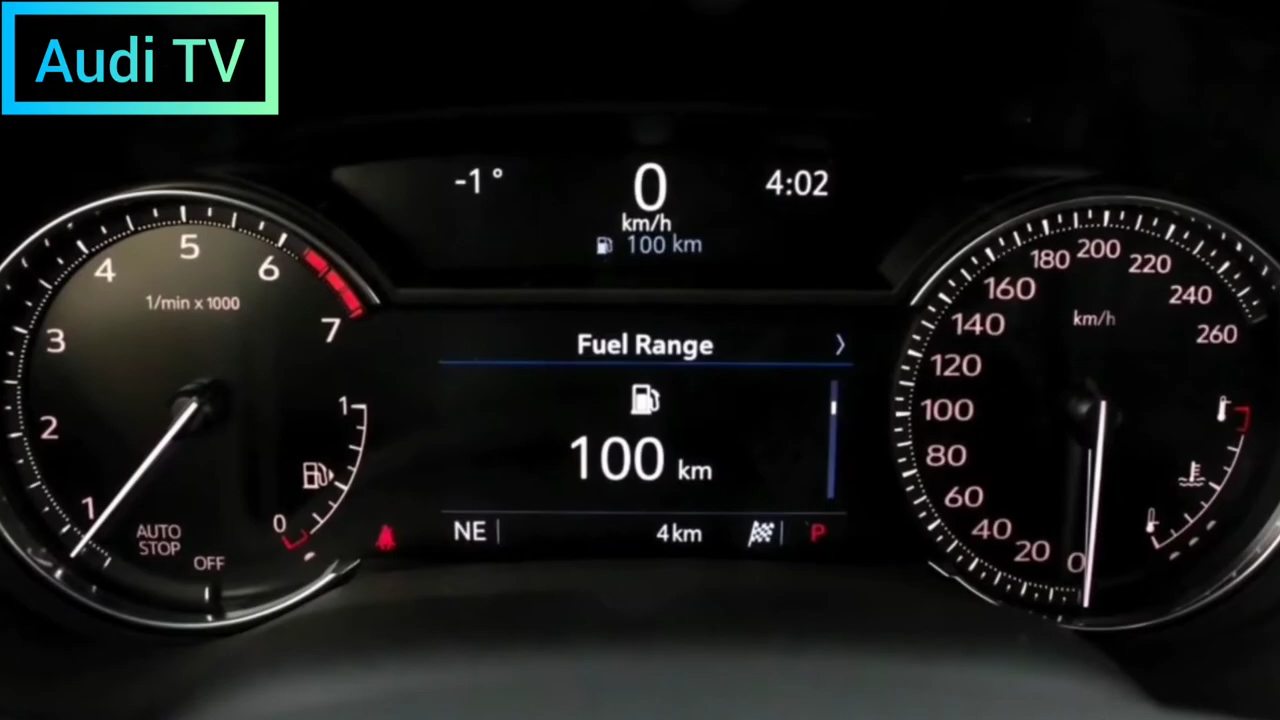 Audi TV
-1° 0 4:02
km/h
100 km
1 2 3 4 5 6 7
1/min x 1000
AUTO
STOP
OFF
1
0
Fuel Range
100 km
NE 4km P
0 20 40 60 80 100 120 140 160 180 200 220 240 260
km/h